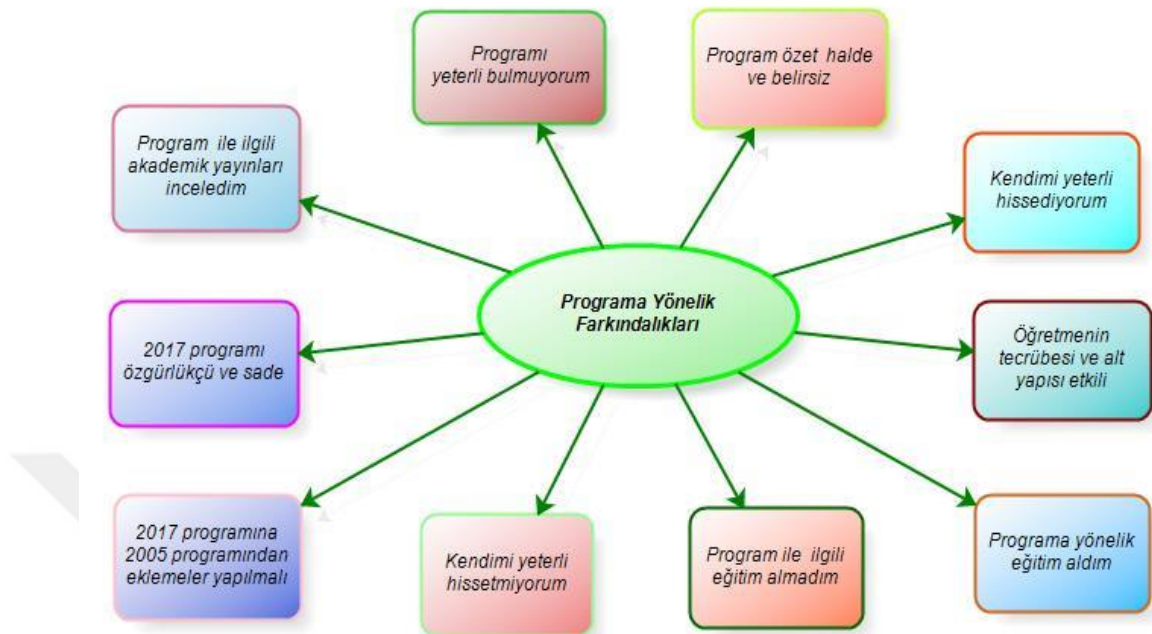 Programı
yeterli bulmuyorum
Program özet halde
ve belirsiz
Program ile ilgili
akademik yayınları
inceledim
Kendimi yeterli
hissediyorum
Programa Yönelik
Farkındalıkları
2017 programı
özgürlükçü ve sade
Öğretmenin
tecrübesi ve alt
yapısı etkili
2017 programına
2005 programından
eklemeler yapılmalı
Kendimi yeterli
hissetmiyorum
Program ile ilgili
eğitim almadım
Programa yönelik
eğitim aldım